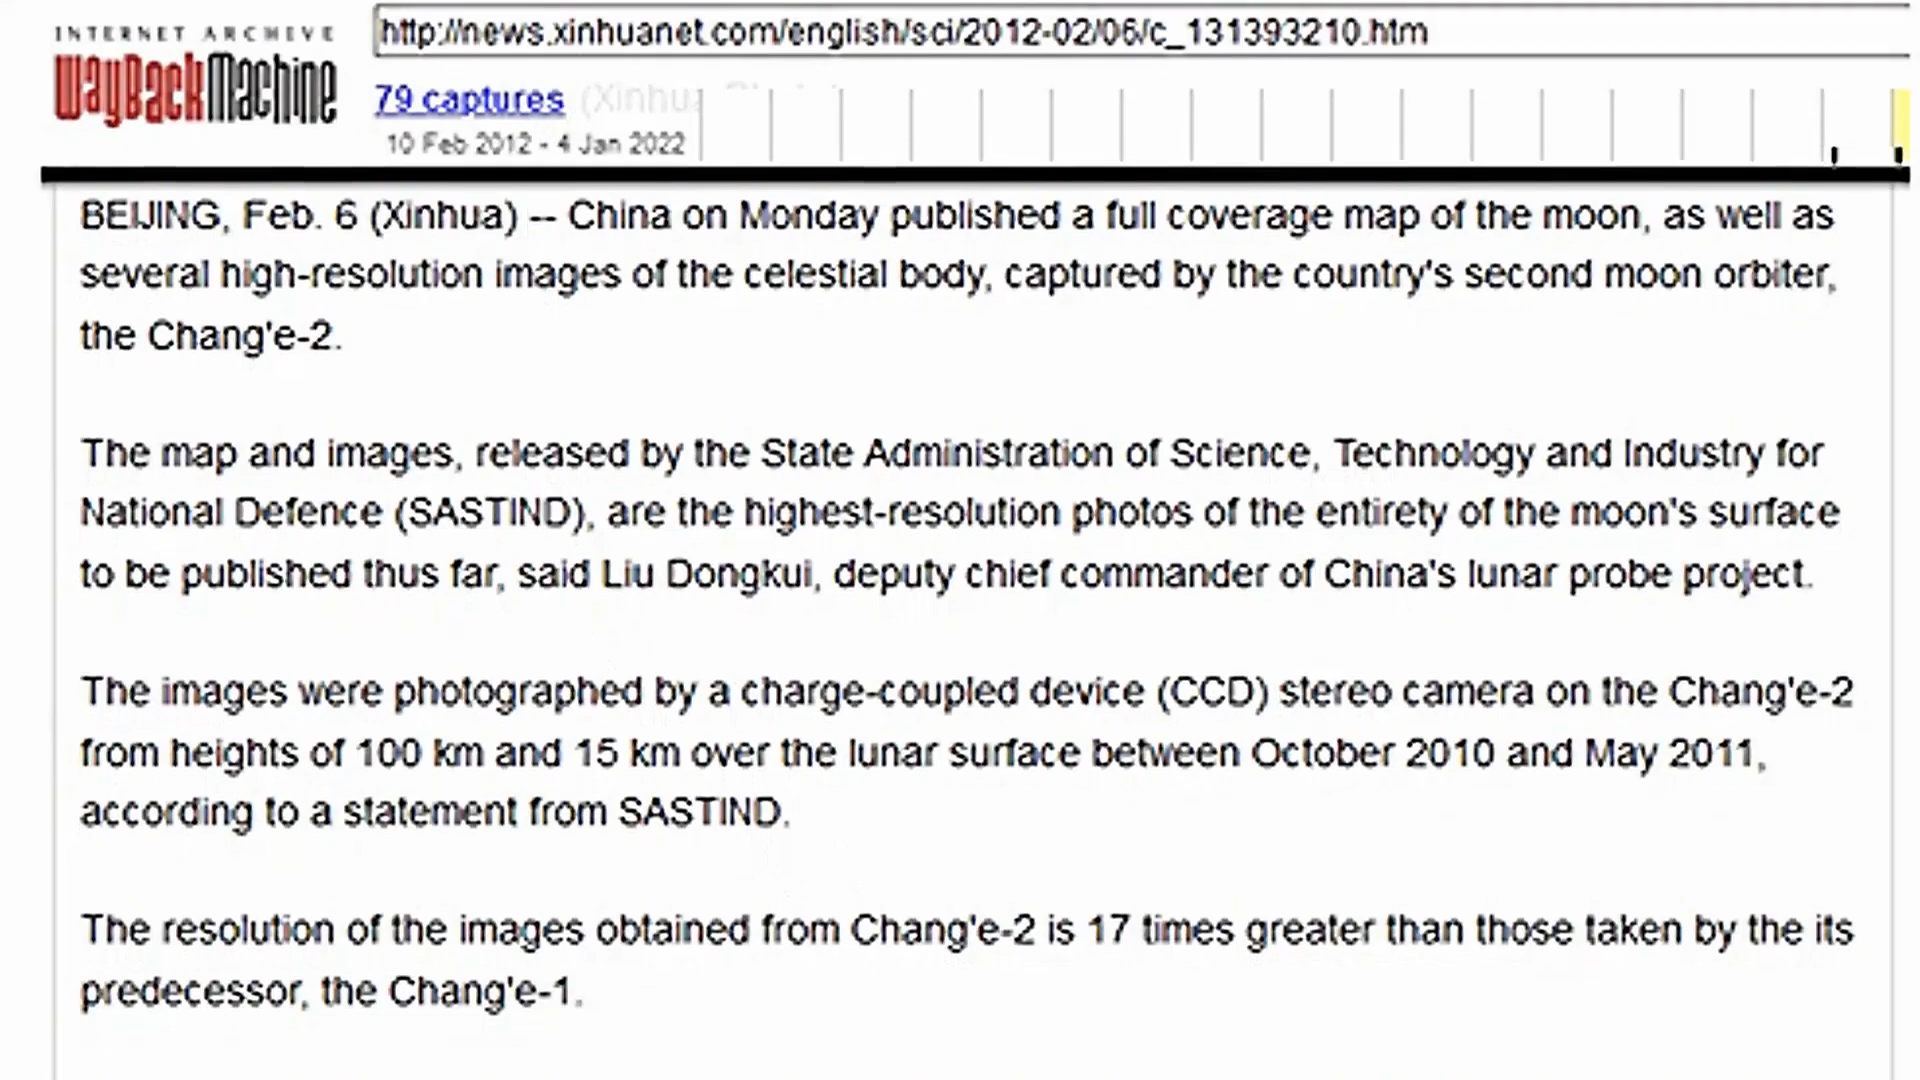 INTERNET ARCHIVE
WayBackMachine
http://news.xinhuanet.com/english/sci/2012-02/06/c_131393210.htm
79 captures (Xinhua
10 Feb 2012 - 4 Jan 2022
BEIJING, Feb. 6 (Xinhua) -- China on Monday published a full coverage map of the moon, as well as
several high-resolution images of the celestial body, captured by the country's second moon orbiter,
the Chang'e-2.
The map and images, released by the State Administration of Science, Technology and Industry for
National Defence (SASTIND), are the highest-resolution photos of the entirety of the moon's surface
to be published thus far, said Liu Dongkui, deputy chief commander of China's lunar probe project.
The images were photographed by a charge-coupled device (CCD) stereo camera on the Chang'e-2
from heights of 100 km and 15 km over the lunar surface between October 2010 and May 2011,
according to a statement from SASTIND.
The resolution of the images obtained from Chang'e-2 is 17 times greater than those taken by the its
predecessor, the Chang'e-1.